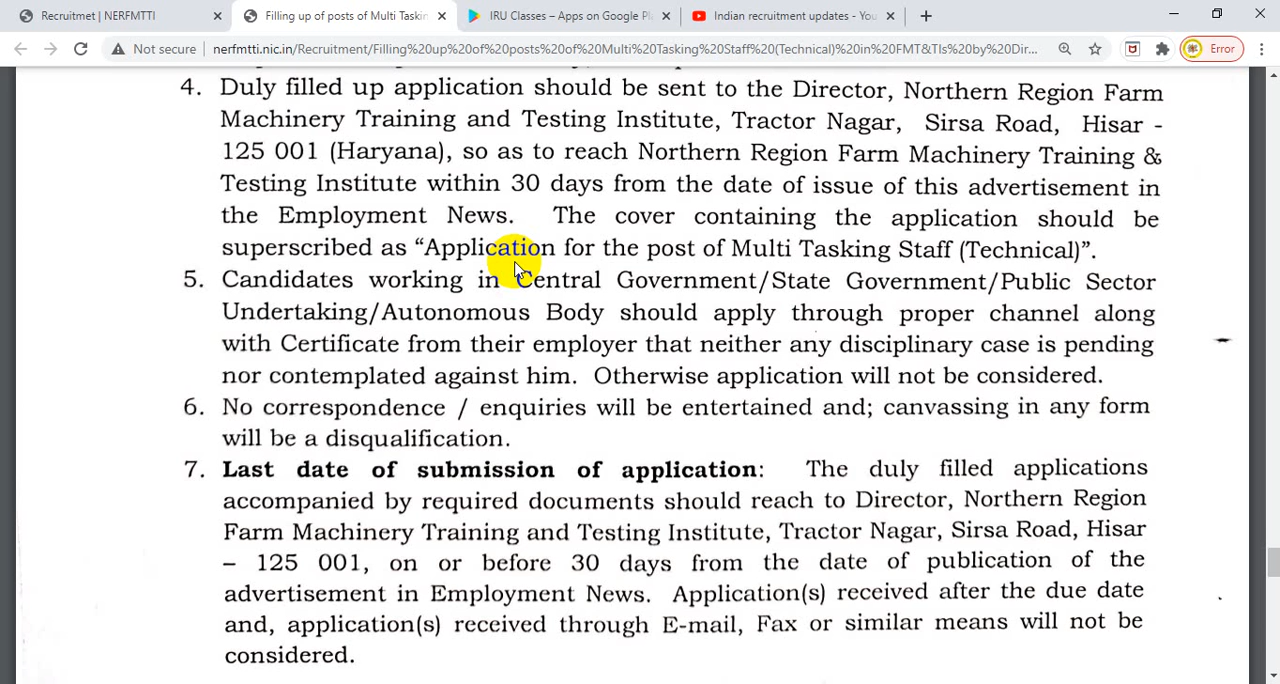 Recruitmet | NERFMTTI
Filling up of posts of Multi Taskin
IRU Classes – Apps on Google Pl
Indian recruitment updates - You
Not secure
nerfmtti.nic.in/Recruitment/Filling%20up%20of%20posts%20of%20Multi%20Tasking%20Staff%20(Technical)%20in%20FMT&TIs%20by%20Dir...
Error
4. Duly filled up application should be sent to the Director, Northern Region Farm
Machinery Training and Testing Institute, Tractor Nagar, Sirsa Road, Hisar -
125 001 (Haryana), so as to reach Northern Region Farm Machinery Training &
Testing Institute within 30 days from the date of issue of this advertisement in
the Employment News. The cover containing the application should be
superscribed as “Application for the post of Multi Tasking Staff (Technical)”.
5. Candidates working in Central Government/State Government/Public Sector
Undertaking/Autonomous Body should apply through proper channel along
with Certificate from their employer that neither any disciplinary case is pending
nor contemplated against him. Otherwise application will not be considered.
6. No correspondence / enquiries will be entertained and; canvassing in any form
will be a disqualification.
7. Last date of submission of application: The duly filled applications
accompanied by required documents should reach to Director, Northern Region
Farm Machinery Training and Testing Institute, Tractor Nagar, Sirsa Road, Hisar
– 125 001, on or before 30 days from the date of publication of the
advertisement in Employment News. Application(s) received after the due date
and, application(s) received through E-mail, Fax or similar means will not be
considered.